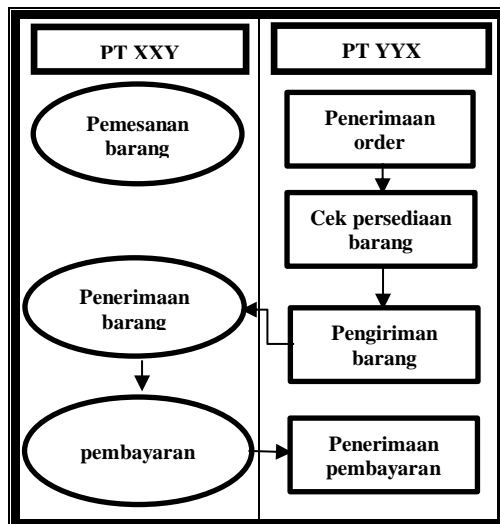 PT XXY
PT YYX
Pemesanan
barang
Penerimaan
order
Cek persediaan
barang
Penerimaan
barang
Pengiriman
barang
pembayaran
Penerimaan
pembayaran